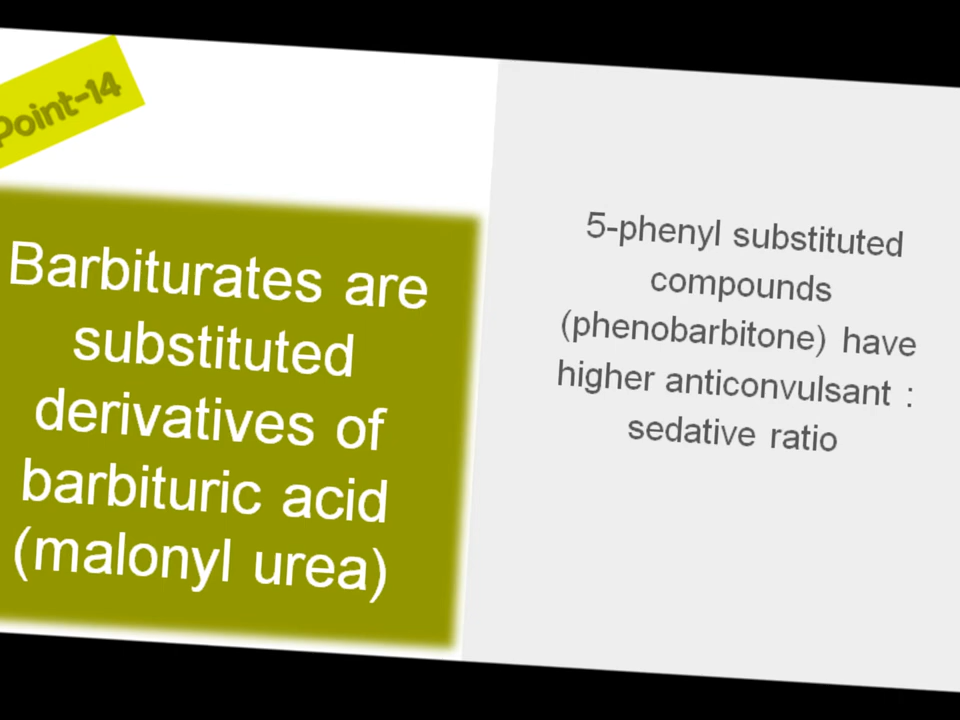 Point-14
Barbiturates are
substituted
derivatives of
barbituric acid
(malonyl urea)
5-phenyl substituted
compounds
(phenobarbitone) have
higher anticonvulsant :
sedative ratio